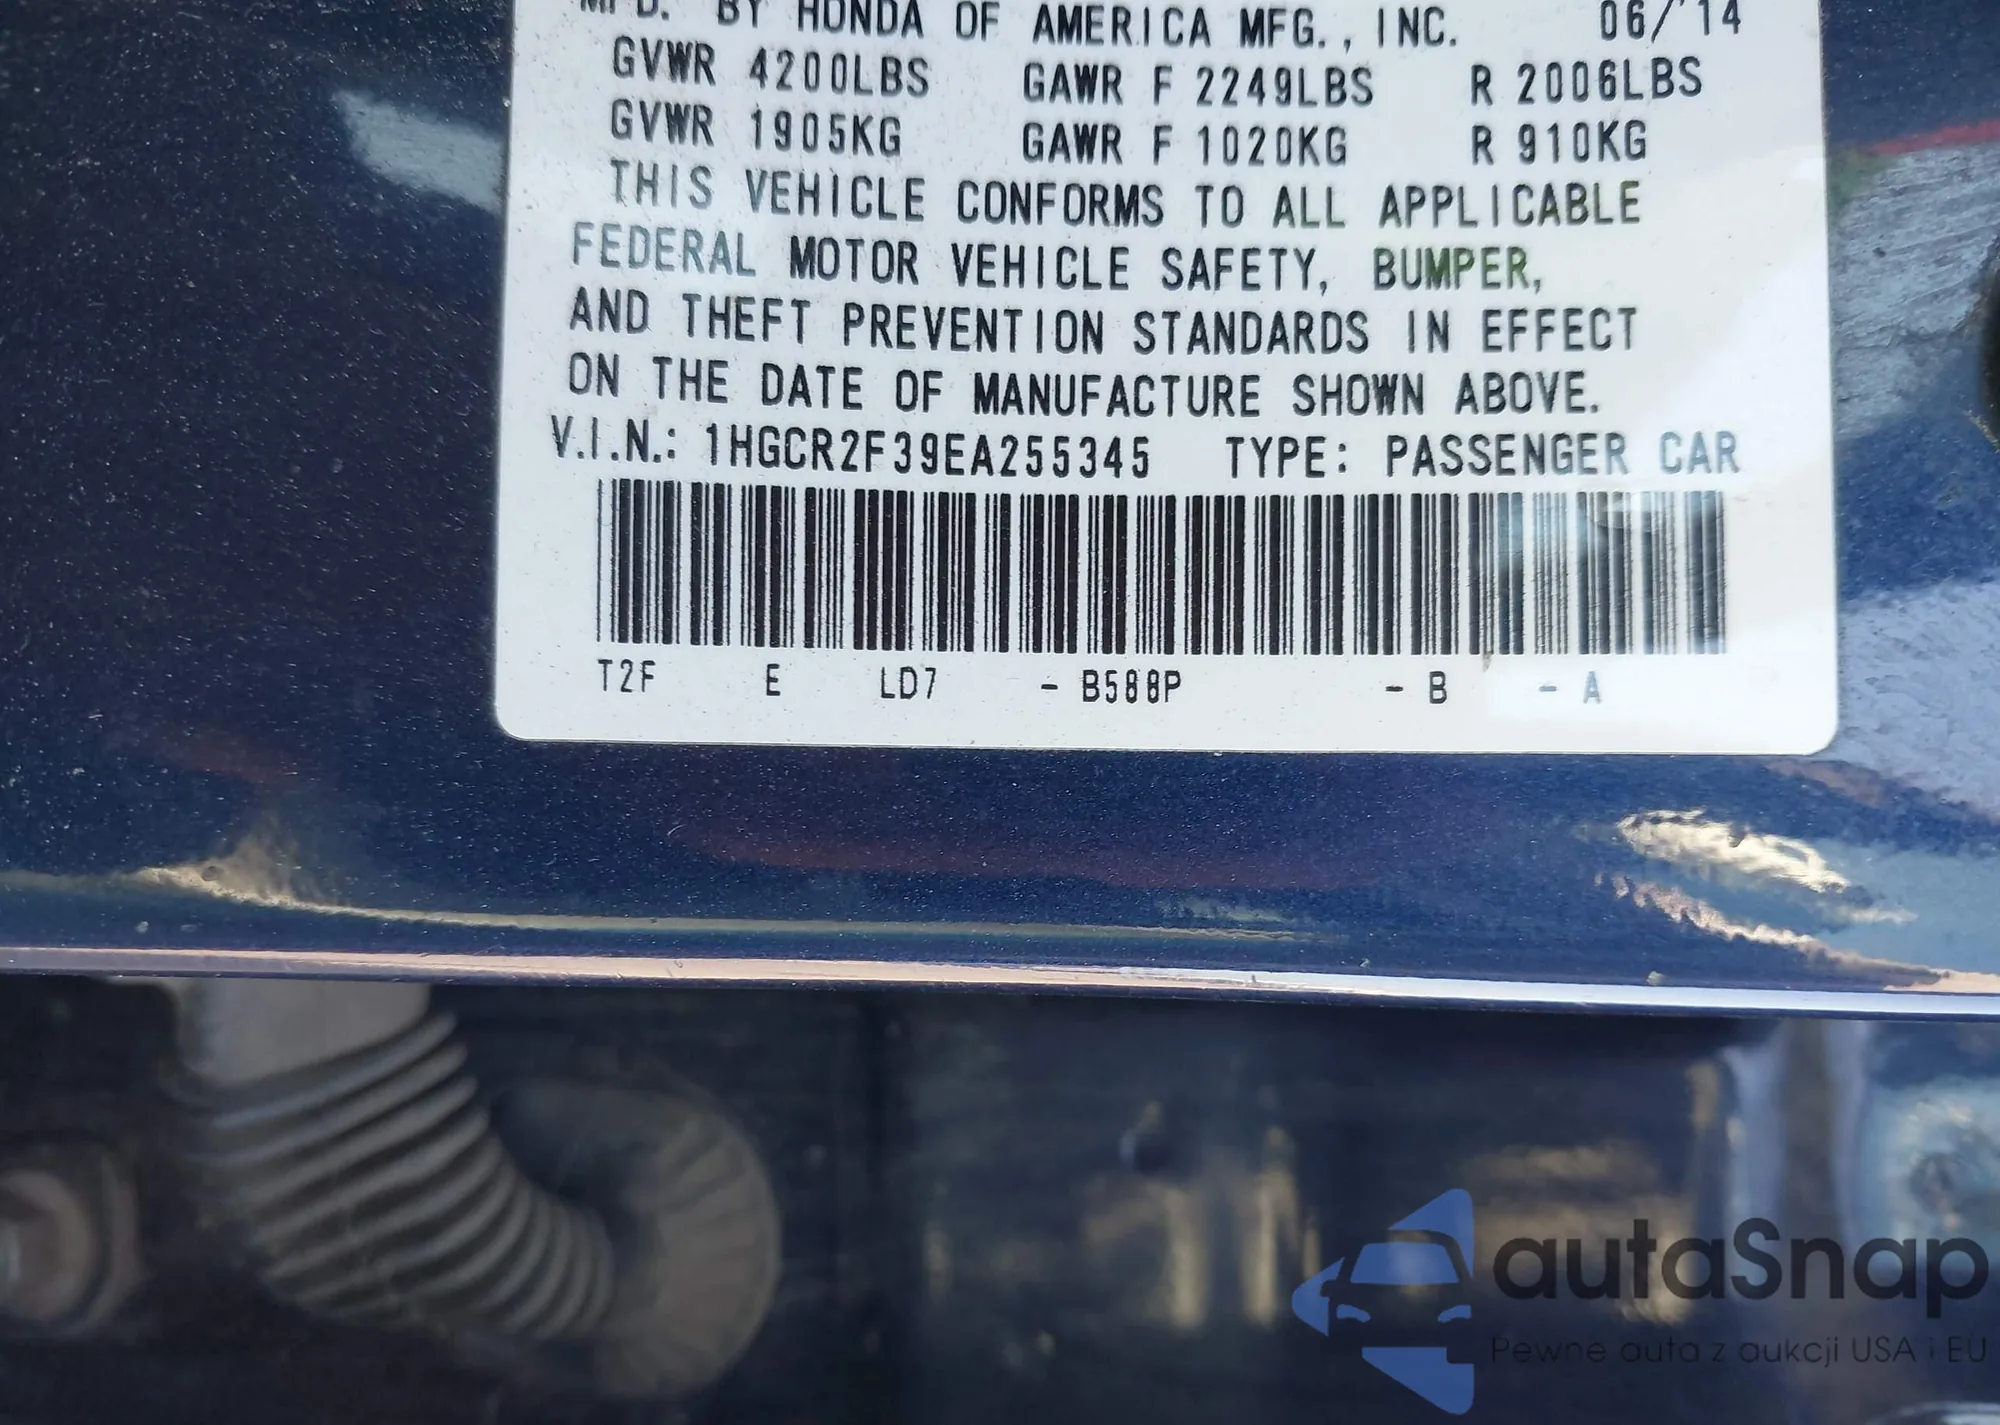 MFD. BY HONDA OF AMERICA MFG., INC. 06/'14
GVWR 4200LBS GAWR F 2249LBS R 2006LBS
GVWR 1905KG GAWR F 1020KG R 910KG
THIS VEHICLE CONFORMS TO ALL APPLICABLE
FEDERAL MOTOR VEHICLE SAFETY, BUMPER,
AND THEFT PREVENTION STANDARDS IN EFFECT
ON THE DATE OF MANUFACTURE SHOWN ABOVE.
V.I.N.: 1HGCR2F39EA255345 TYPE: PASSENGER CAR
T2F E LD7 - B588P - B - A
autaSnap
Pewne auta z aukcji USA i EU